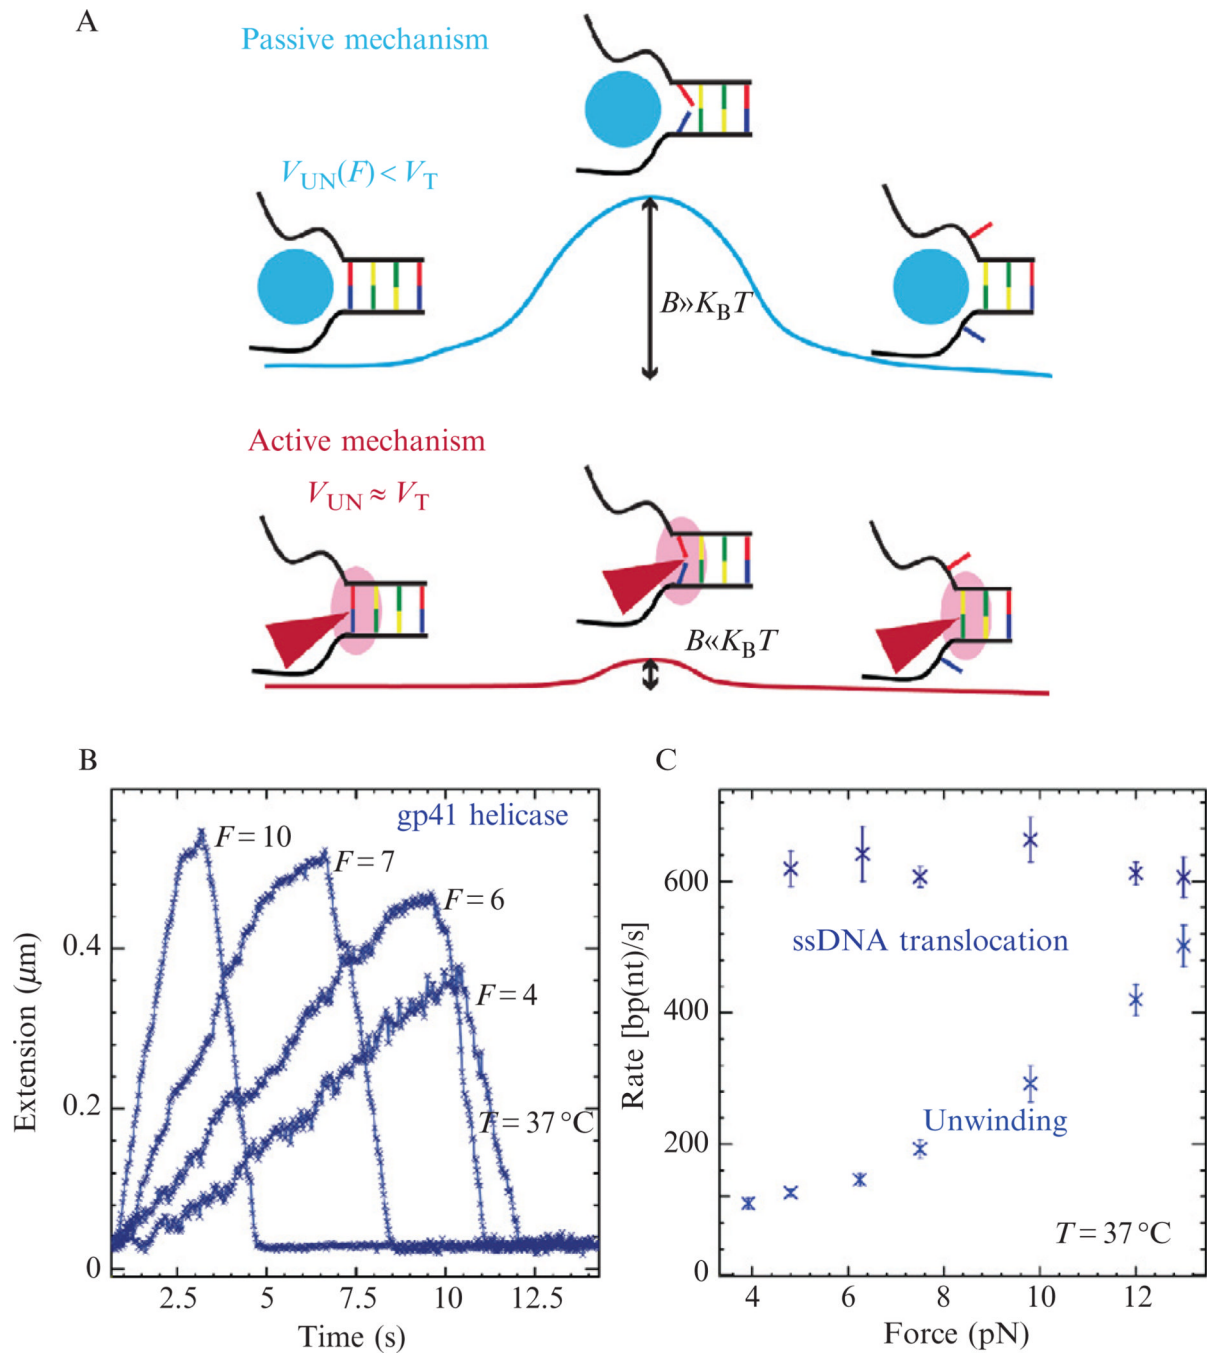 A
Passive mechanism
V_UN(F) < V_T
B»K_BT
Active mechanism
V_UN ≈ V_T
B«K_BT
B
gp41 helicase
F = 10
F = 7
F = 6
F = 4
T = 37 °C
0.4
0.2
0
Extension (μm)
2.5 5 7.5 10 12.5
Time (s)
C
600
400
200
0
Rate [bp(nt)/s]
ssDNA translocation
Unwinding
T = 37 °C
4 6 8 10 12
Force (pN)